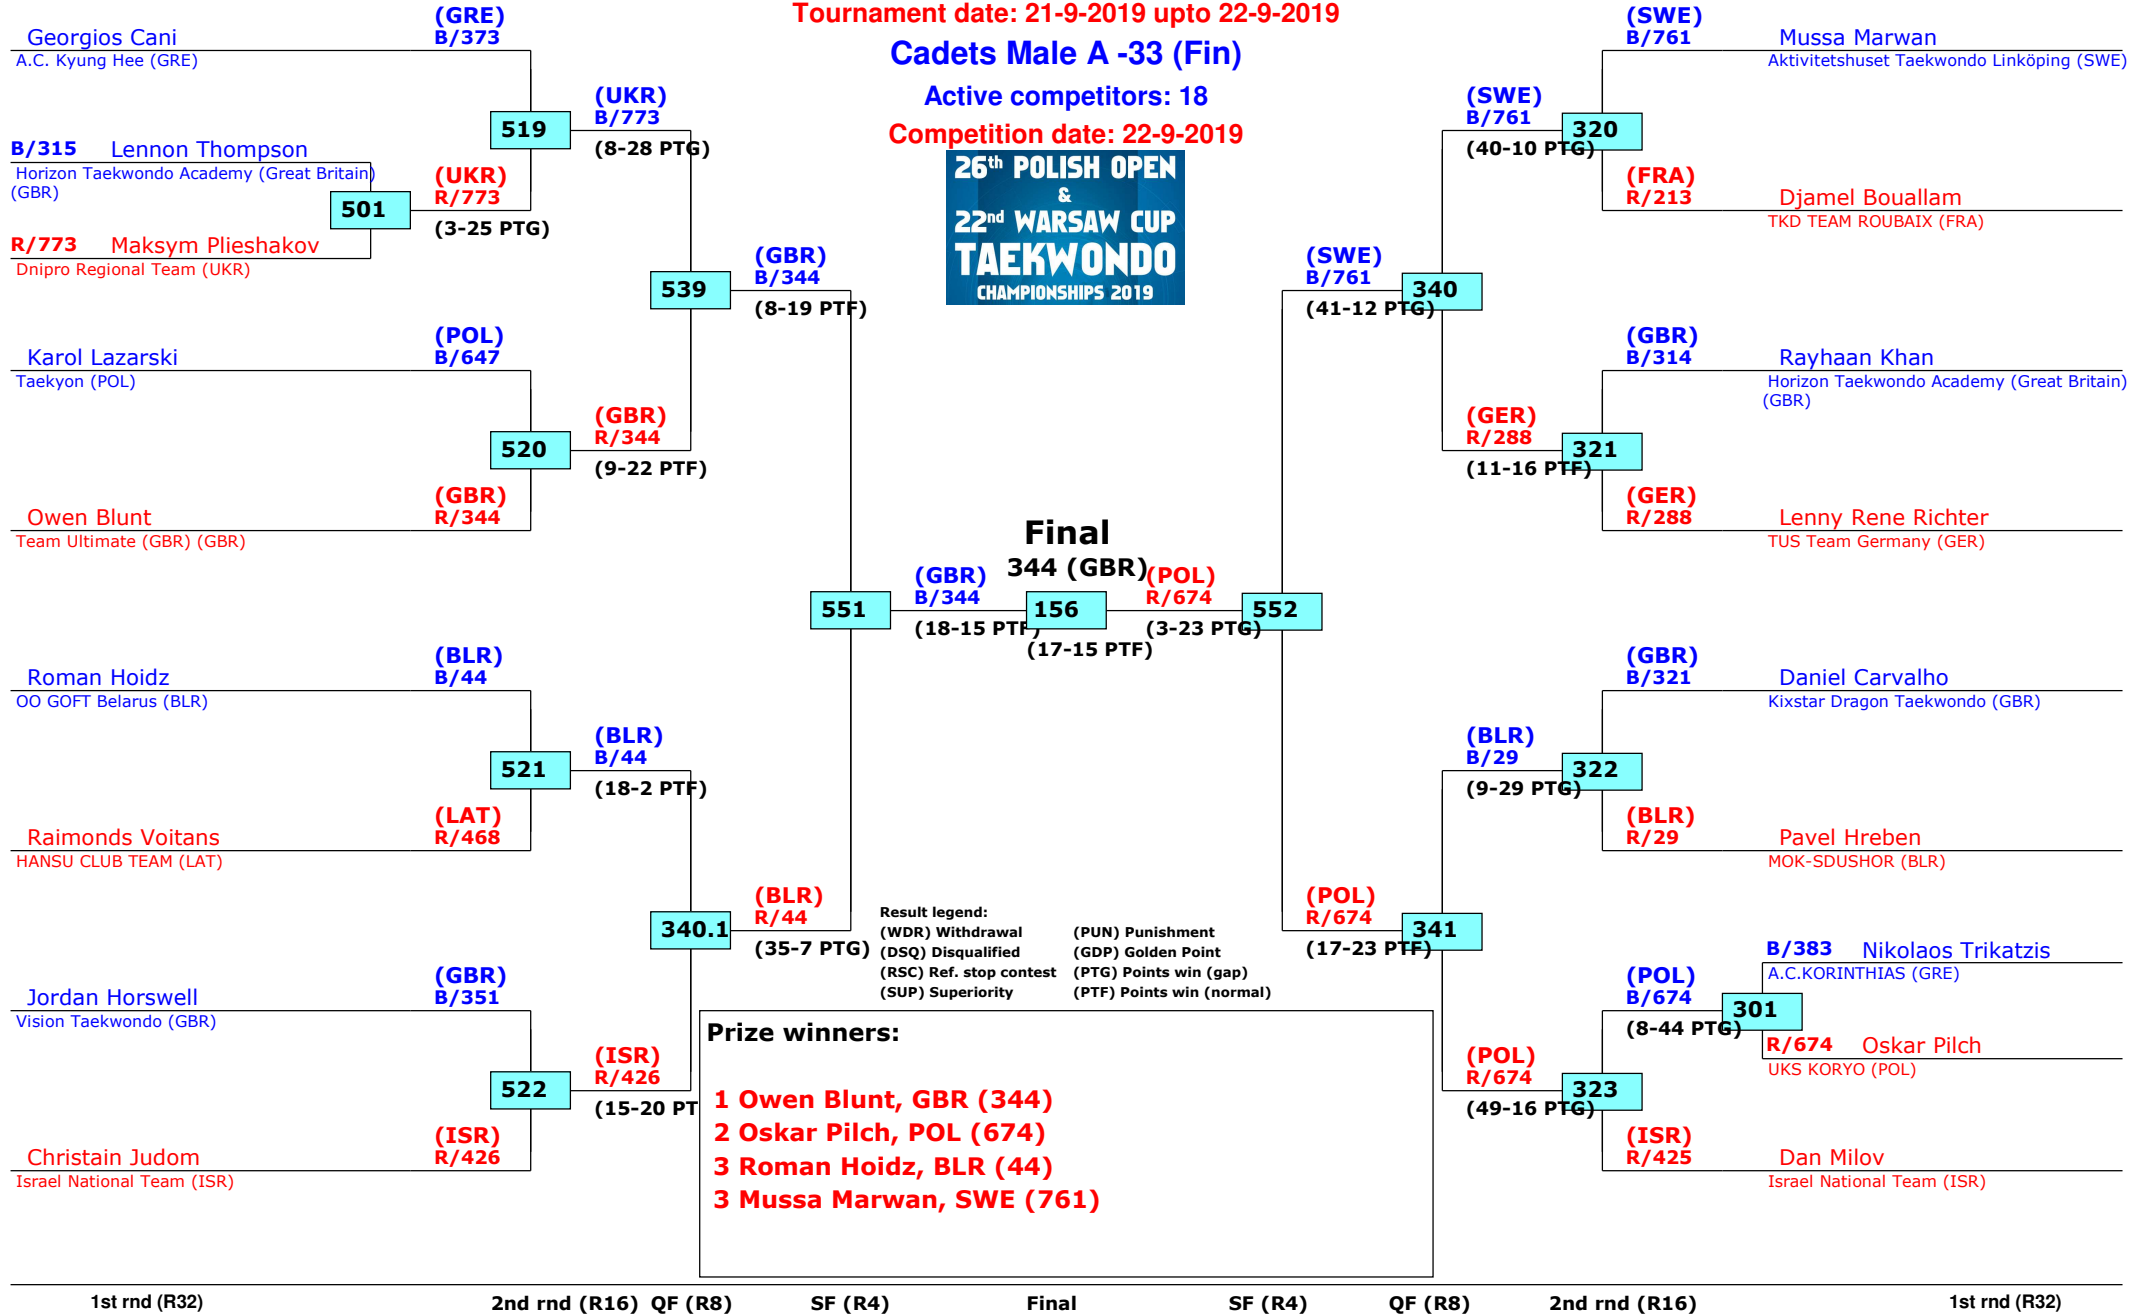 Tournament date: 21-9-2019 upto 22-9-2019
Cadets Male A -33 (Fin)
Active competitors: 18
Competition date: 22-9-2019
26th POLISH OPEN
&
22nd WARSAW CUP
TAEKWONDO
CHAMPIONSHIPS 2019
Georgios Cani
A.C. Kyung Hee (GRE)
(GRE)
B/373
B/315 Lennon Thompson
Horizon Taekwondo Academy (Great Britain)
(GBR)
R/773 Maksym Plieshakov
Dnipro Regional Team (UKR)
501
(UKR)
R/773
(3-25 PTG)
519
(UKR)
B/773
(8-28 PTG)
Karol Lazarski
Taekyon (POL)
(POL)
B/647
Owen Blunt
Team Ultimate (GBR) (GBR)
(GBR)
R/344
520
(GBR)
R/344
(9-22 PTF)
539
(GBR)
B/344
(8-19 PTF)
Roman Hoidz
OO GOFT Belarus (BLR)
(BLR)
B/44
Raimonds Voitans
HANSU CLUB TEAM (LAT)
(LAT)
R/468
521
(BLR)
B/44
(18-2 PTF)
Jordan Horswell
Vision Taekwondo (GBR)
(GBR)
B/351
Christain Judom
Israel National Team (ISR)
(ISR)
R/426
522
(ISR)
R/426
(15-20 PT
340.1
(BLR)
R/44
(35-7 PTG)
551
(GBR)
B/344
(18-15 PTF)
Final
344 (GBR)
156
(17-15 PTF)
(POL)
R/674
(3-23 PTG)
552
(SWE)
B/761
Mussa Marwan
Aktivitetshuset Taekwondo Linköping (SWE)
(FRA)
R/213
Djamel Bouallam
TKD TEAM ROUBAIX (FRA)
320
(SWE)
B/761
(40-10 PTG)
(GBR)
B/314
Rayhaan Khan
Horizon Taekwondo Academy (Great Britain)
(GBR)
(GER)
R/288
Lenny Rene Richter
TUS Team Germany (GER)
321
(GER)
R/288
(11-16 PTF)
340
(SWE)
B/761
(41-12 PTG)
(GBR)
B/321
Daniel Carvalho
Kixstar Dragon Taekwondo (GBR)
(BLR)
R/29
Pavel Hreben
MOK-SDUSHOR (BLR)
322
(BLR)
B/29
(9-29 PTG)
B/383 Nikolaos Trikatzis
A.C.KORINTHIAS (GRE)
R/674 Oskar Pilch
UKS KORYO (POL)
301
(POL)
B/674
(8-44 PTG)
(ISR)
R/425
Dan Milov
Israel National Team (ISR)
323
(POL)
R/674
(49-16 PTG)
341
(POL)
R/674
(17-23 PTF)
Result legend:
(WDR) Withdrawal (PUN) Punishment
(DSQ) Disqualified (GDP) Golden Point
(RSC) Ref. stop contest (PTG) Points win (gap)
(SUP) Superiority (PTF) Points win (normal)
Prize winners:
1 Owen Blunt, GBR (344)
2 Oskar Pilch, POL (674)
3 Roman Hoidz, BLR (44)
3 Mussa Marwan, SWE (761)
1st rnd (R32) 2nd rnd (R16) QF (R8) SF (R4) Final SF (R4) QF (R8) 2nd rnd (R16) 1st rnd (R32)